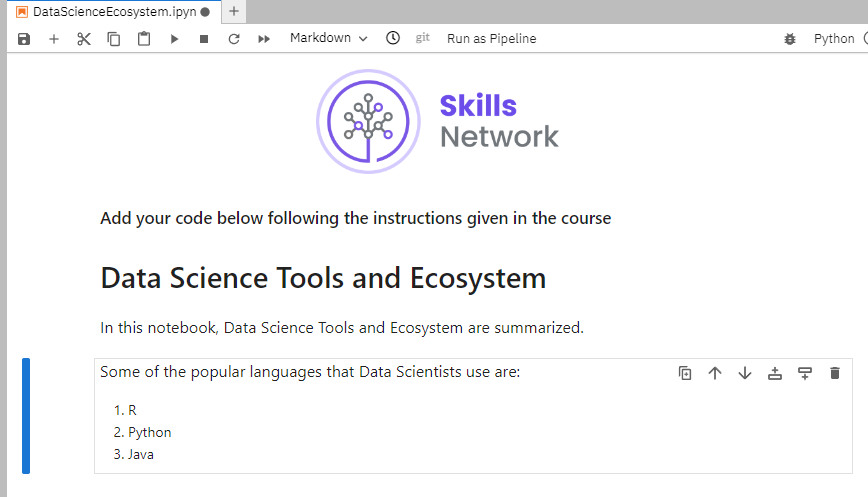 DataScienceEcosystem.ipyn
Markdown git Run as Pipeline Python
Skills
Network
Add your code below following the instructions given in the course
Data Science Tools and Ecosystem
In this notebook, Data Science Tools and Ecosystem are summarized.
Some of the popular languages that Data Scientists use are:
1. R
2. Python
3. Java